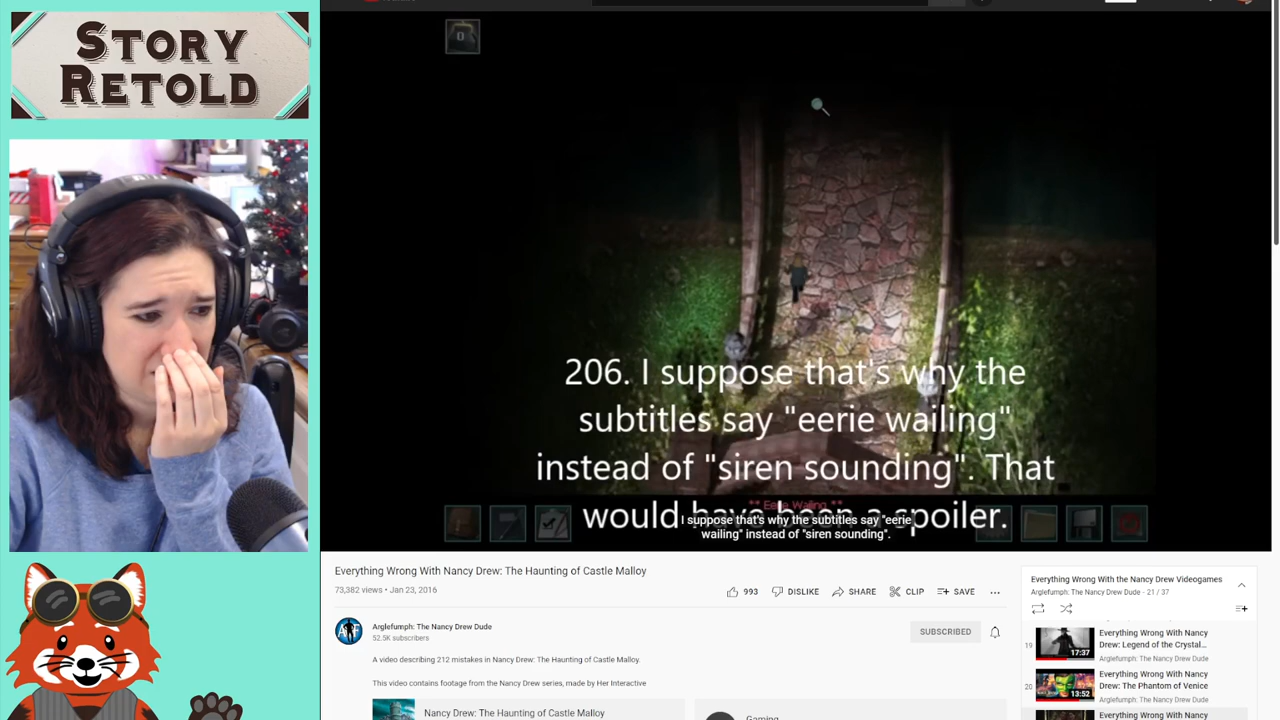 STORY
RETOLD
0
206. I suppose that's why the
subtitles say "eerie wailing"
instead of "siren sounding". That
would have been a spoiler.
** Eerie Wailing **
I suppose that's why the subtitles say "eerie
wailing" instead of "siren sounding".
Everything Wrong With Nancy Drew: The Haunting of Castle Malloy
73,382 views • Jan 23, 2016
993
DISLIKE
SHARE
CLIP
SAVE
Arglefumph: The Nancy Drew Dude
52.5K subscribers
SUBSCRIBED
A video describing 212 mistakes in Nancy Drew: The Haunting of Castle Malloy.
This video contains footage from the Nancy Drew series, made by Her Interactive
Nancy Drew: The Haunting of Castle Malloy
Gaming
Everything Wrong With the Nancy Drew Videogames
Arglefumph: The Nancy Drew Dude - 21 / 37
19
17:37
Everything Wrong With Nancy
Drew: Legend of the Crystal...
Arglefumph: The Nancy Drew Dude
20
13:52
Everything Wrong With Nancy
Drew: The Phantom of Venice
Arglefumph: The Nancy Drew Dude
Everything Wrong With Nancy